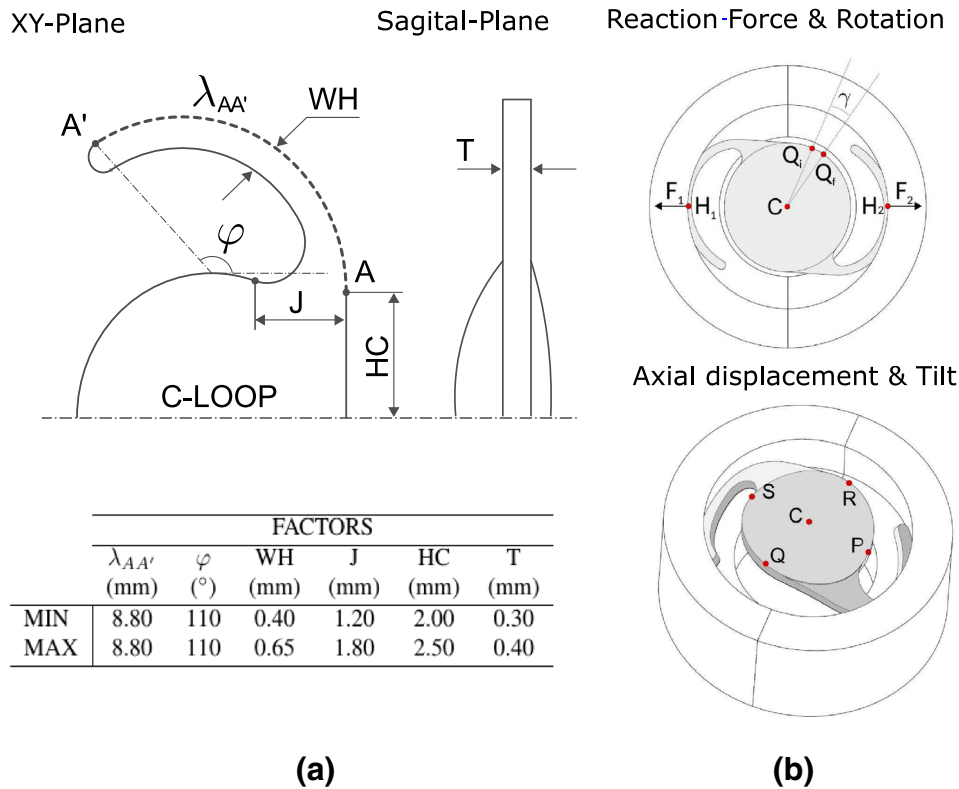 XY-Plane
Sagital-Plane
Reaction-Force & Rotation
λAA'
WH
A'
φ
A
J
HC
C-LOOP
T
γ
Qi
Qf
F1
H1
C
H2
F2
Axial displacement & Tilt
S
R
C
P
Q
FACTORS
λAA' φ WH J HC T
(mm) (°) (mm) (mm) (mm) (mm)
MIN 8.80 110 0.40 1.20 2.00 0.30
MAX 8.80 110 0.65 1.80 2.50 0.40
(a)
(b)